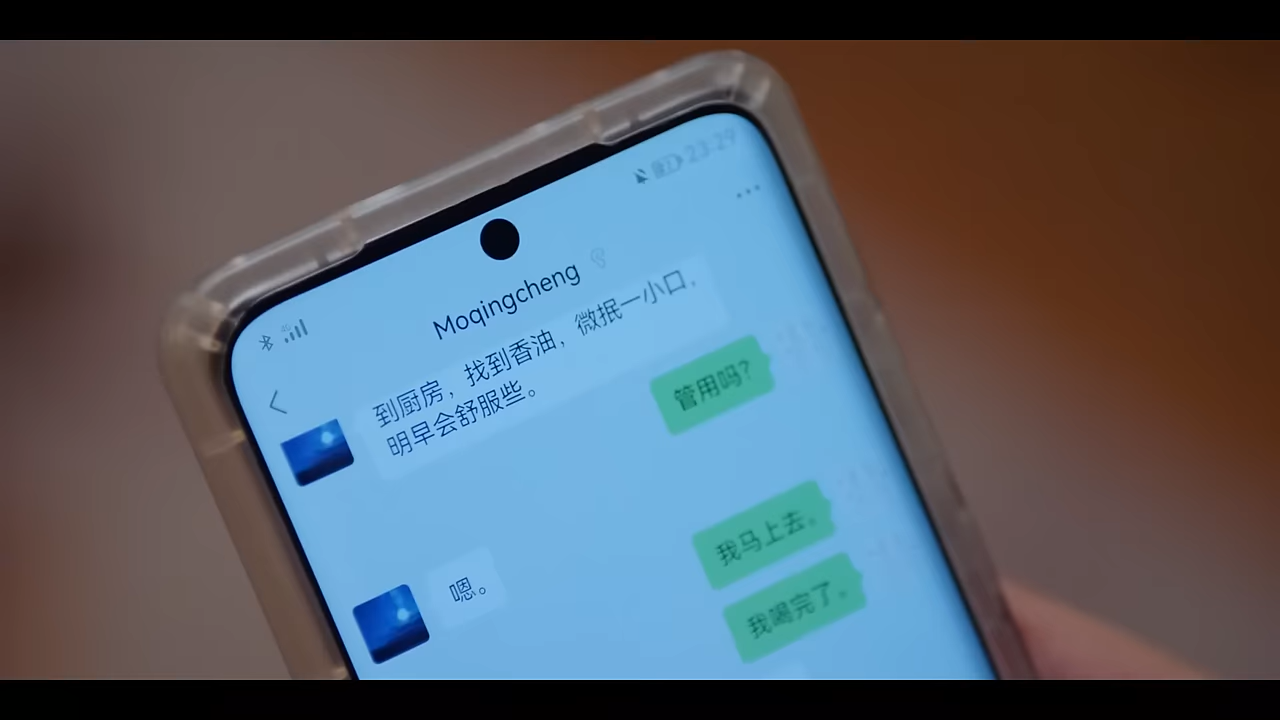 23:29
Moqingcheng
到厨房，找到香油，微抿一小口，
明早会舒服些。
管用吗？
嗯。
我马上去。
我喝完了。